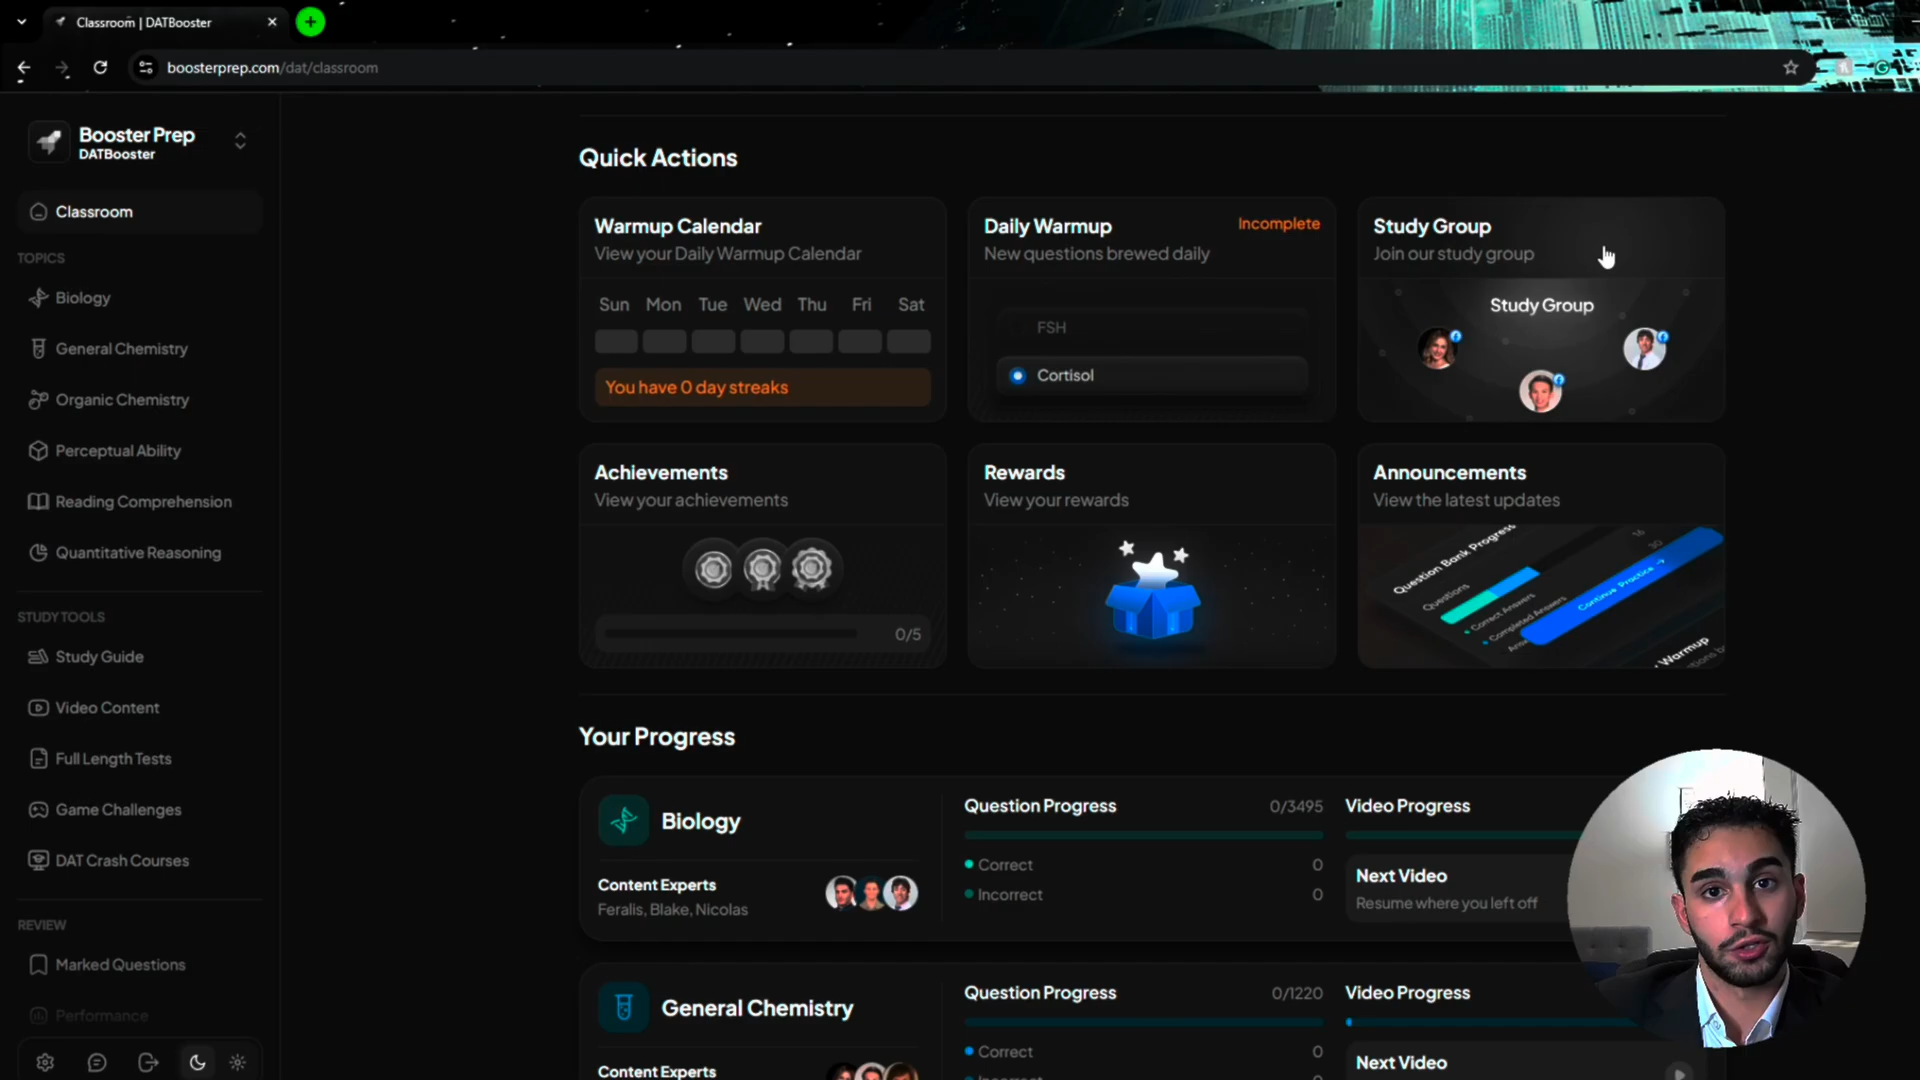 Classroom | DATBooster
boosterprep.com/dat/classroom
Booster Prep
DATBooster
Classroom
TOPICS
Biology
General Chemistry
Organic Chemistry
Perceptual Ability
Reading Comprehension
Quantitative Reasoning
STUDY TOOLS
Study Guide
Video Content
Full Length Tests
Game Challenges
DAT Crash Courses
REVIEW
Marked Questions
Performance
Quick Actions
Warmup Calendar
View your Daily Warmup Calendar
Sun Mon Tue Wed Thu Fri Sat
You have 0 day streaks
Daily Warmup
Incomplete
New questions brewed daily
FSH
Cortisol
Study Group
Join our study group
Study Group
Achievements
View your achievements
0/5
Rewards
View your rewards
Announcements
View the latest updates
Question Bank Progress
16
30
Questions
Correct Answers
Completed Answers
Continue Practice →
Warmup
Your Progress
Biology
Content Experts
Feralis, Blake, Nicolas
Question Progress
0/3495
Correct 0
Incorrect 0
Video Progress
Next Video
Resume where you left off
General Chemistry
Content Experts
Question Progress
0/1220
Correct 0
Video Progress
Next Video